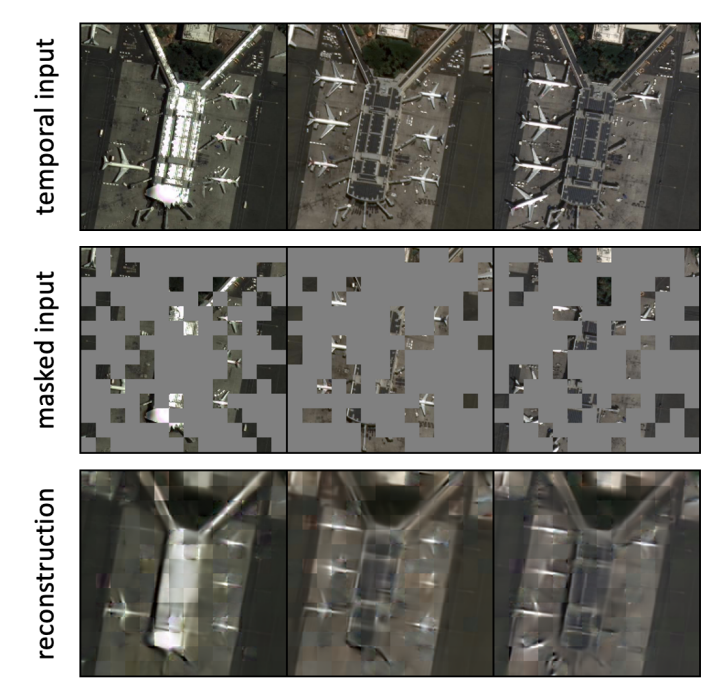 temporal input
masked input
reconstruction